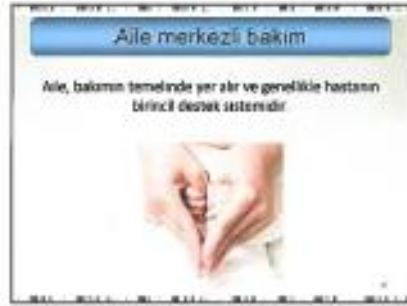 Aile merkezli bakım
Aile, bakımın temelinde yer alır ve genellikle hastanın
birincil destek sistemidir